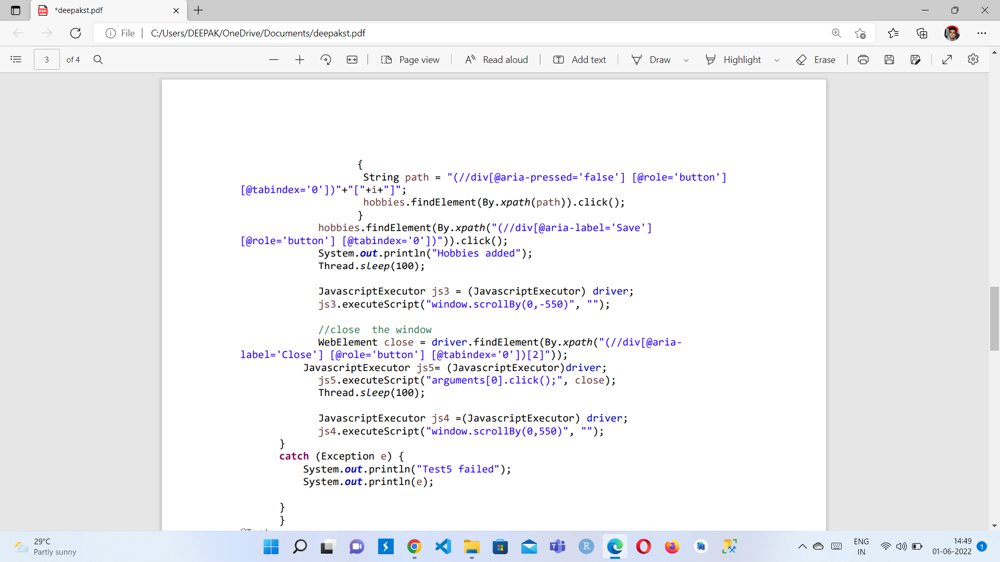 *deepakst.pdf
File
C:/Users/DEEPAK/OneDrive/Documents/deepakst.pdf
3 of 4
Page view
Read aloud
Add text
Draw
Highlight
Erase
{
String path = "(//div[@aria-pressed='false'] [@role='button']
[@tabindex='0'])"+"["+i+"]";
hobbies.findElement(By.xpath(path)).click();
}
hobbies.findElement(By.xpath("(//div[@aria-label='Save']
[@role='button'] [@tabindex='0'])")).click();
System.out.println("Hobbies added");
Thread.sleep(100);
JavascriptExecutor js3 = (JavascriptExecutor) driver;
js3.executeScript("window.scrollBy(0,-550)", "");
//close  the window
WebElement close = driver.findElement(By.xpath("(//div[@aria-
label='Close'] [@role='button'] [@tabindex='0'])[2]"));
JavascriptExecutor js5= (JavascriptExecutor)driver;
js5.executeScript("arguments[0].click();", close);
Thread.sleep(100);
JavascriptExecutor js4 =(JavascriptExecutor) driver;
js4.executeScript("window.scrollBy(0,550)", "");
}
catch (Exception e) {
System.out.println("Test5 failed");
System.out.println(e);
}
}
29°C
Partly sunny
ENG
IN
14:49
01-06-2022
1